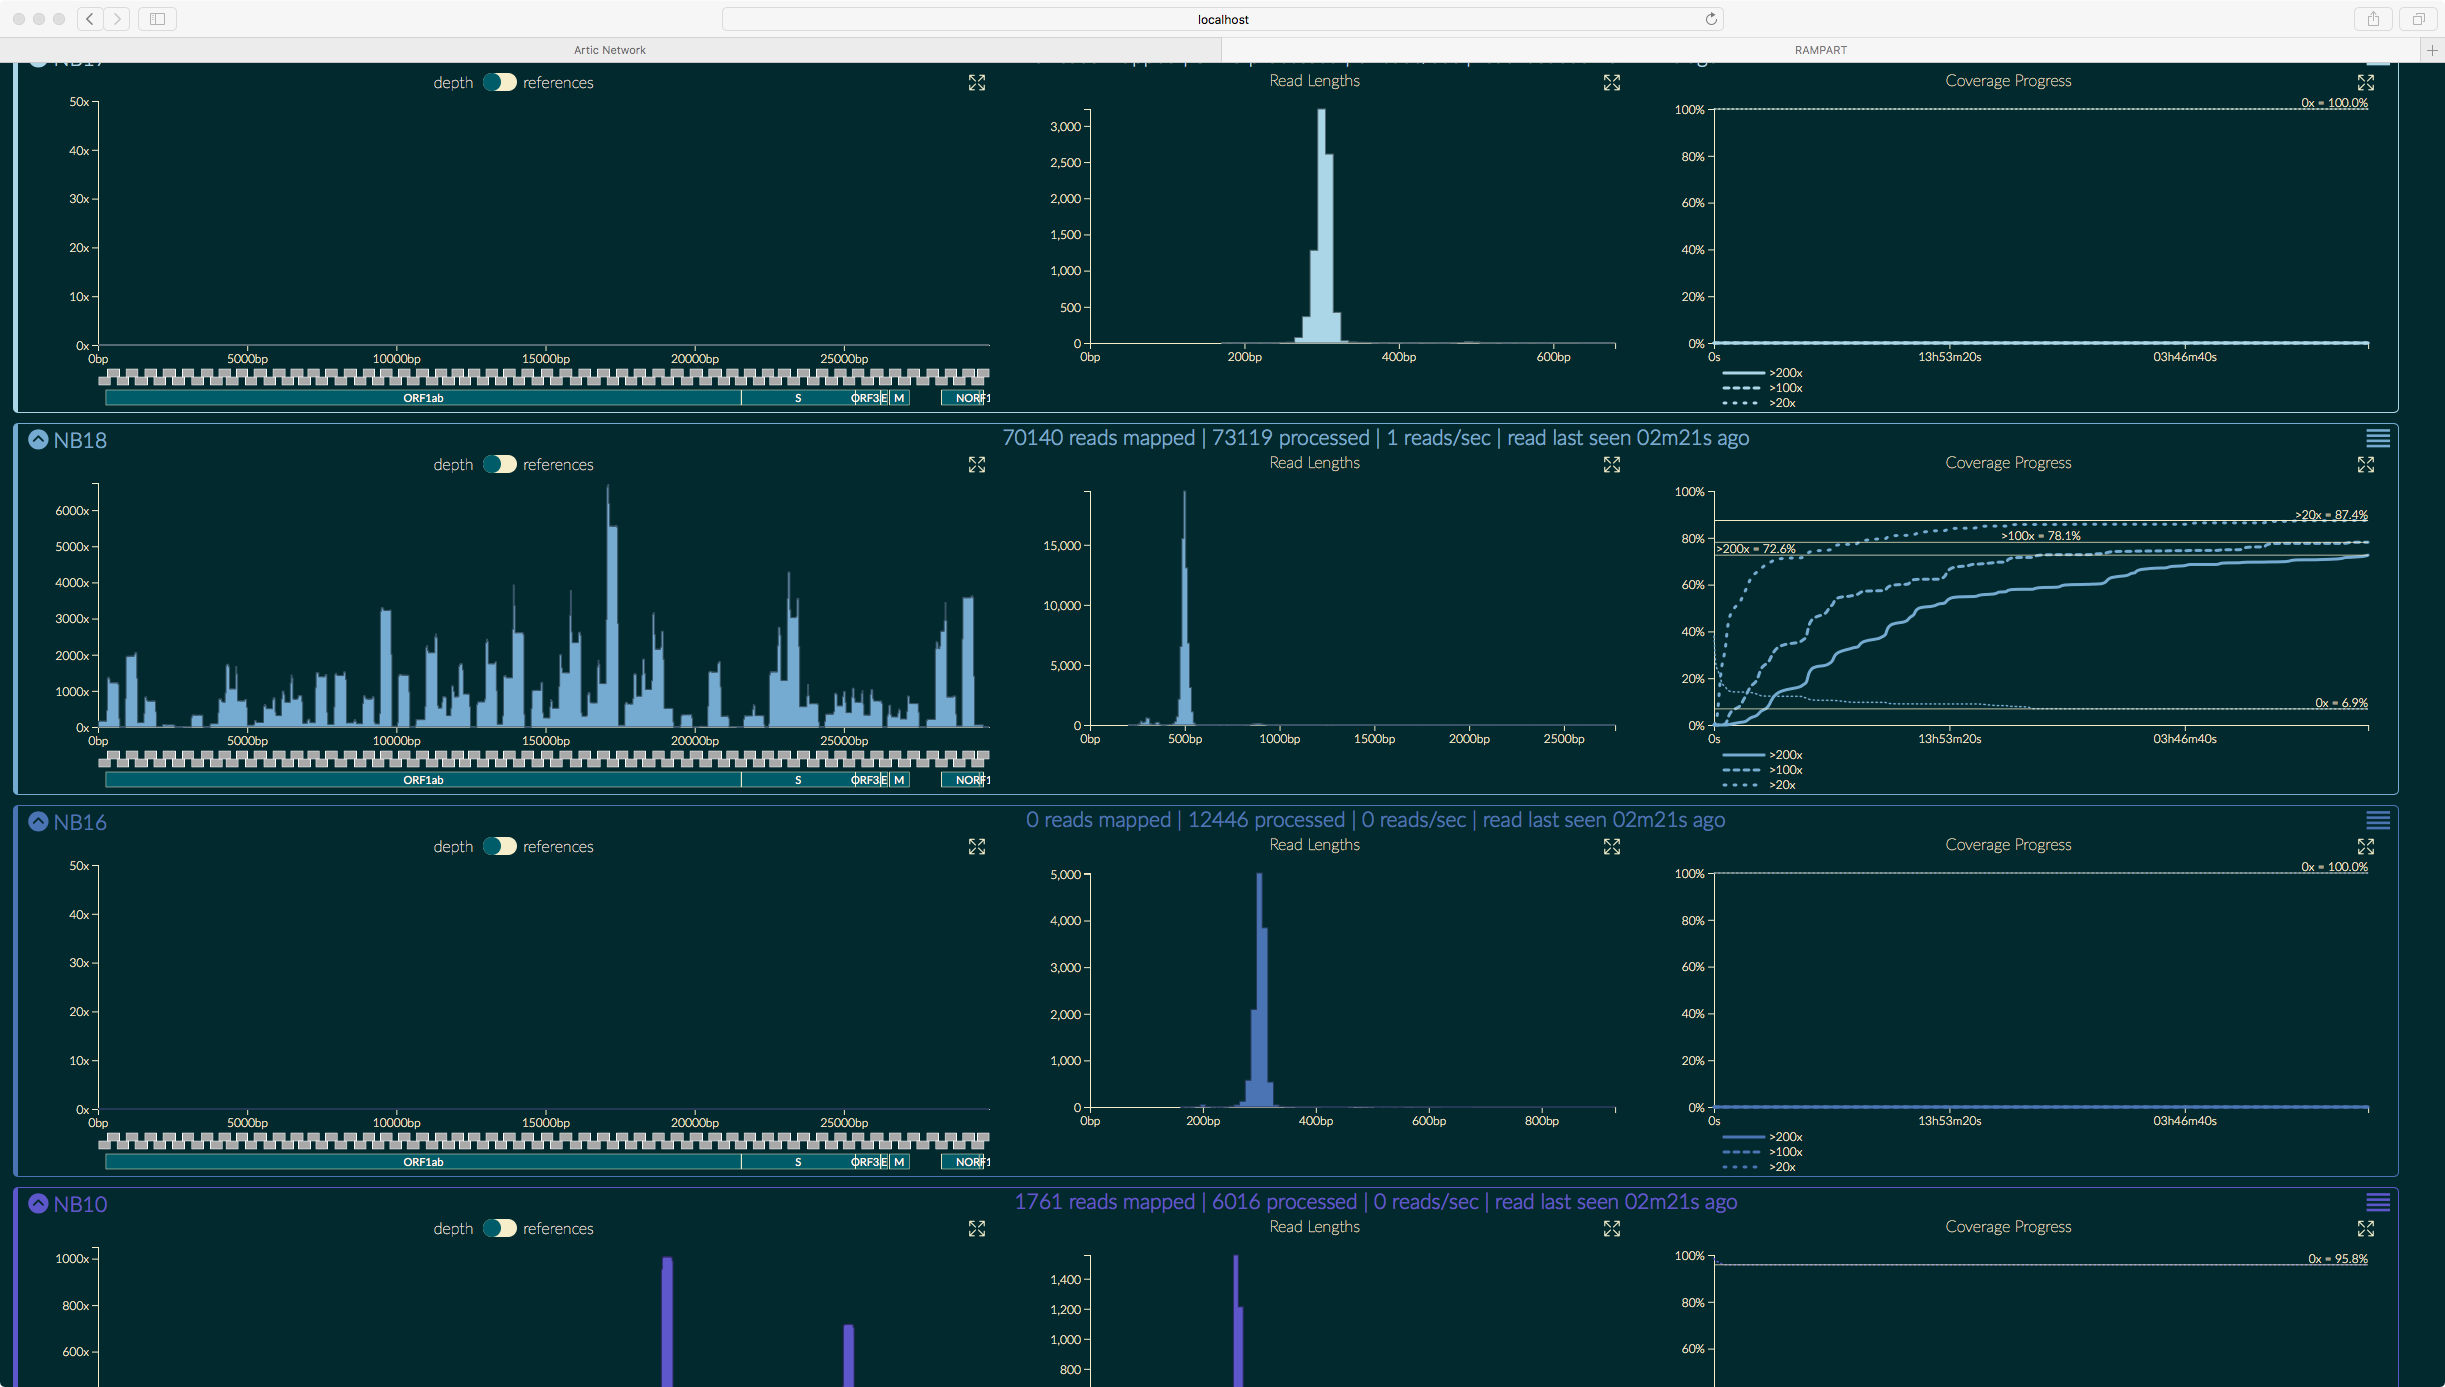 localhost
Artic Network
RAMPART
depth references
Read Lengths
Coverage Progress
50x
40x
30x
20x
10x
0x
0bp 5000bp 10000bp 15000bp 20000bp 25000bp
ORF1ab S ORF3 E M N ORF1
3,000
2,500
2,000
1,500
1,000
500
0
0bp 200bp 400bp 600bp
0x = 100.0%
100%
80%
60%
40%
20%
0%
0s 13h53m20s 03h46m40s
>200x
>100x
>20x
NB18
70140 reads mapped | 73119 processed | 1 reads/sec | read last seen 02m21s ago
depth references
Read Lengths
Coverage Progress
6000x
5000x
4000x
3000x
2000x
1000x
0x
0bp 5000bp 10000bp 15000bp 20000bp 25000bp
ORF1ab S ORF3 E M N ORF1
15,000
10,000
5,000
0
0bp 500bp 1000bp 1500bp 2000bp 2500bp
100%
80%
60%
40%
20%
0%
>20x = 87.4%
>100x = 78.1%
>200x = 72.6%
0x = 6.9%
0s 13h53m20s 03h46m40s
>200x
>100x
>20x
NB16
0 reads mapped | 12446 processed | 0 reads/sec | read last seen 02m21s ago
depth references
Read Lengths
Coverage Progress
50x
40x
30x
20x
10x
0x
0bp 5000bp 10000bp 15000bp 20000bp 25000bp
ORF1ab S ORF3 E M N ORF1
5,000
4,000
3,000
2,000
1,000
0
0bp 200bp 400bp 600bp 800bp
0x = 100.0%
100%
80%
60%
40%
20%
0%
0s 13h53m20s 03h46m40s
>200x
>100x
>20x
NB10
1761 reads mapped | 6016 processed | 0 reads/sec | read last seen 02m21s ago
depth references
Read Lengths
Coverage Progress
1000x
800x
600x
1,400
1,200
1,000
800
0x = 95.8%
100%
80%
60%